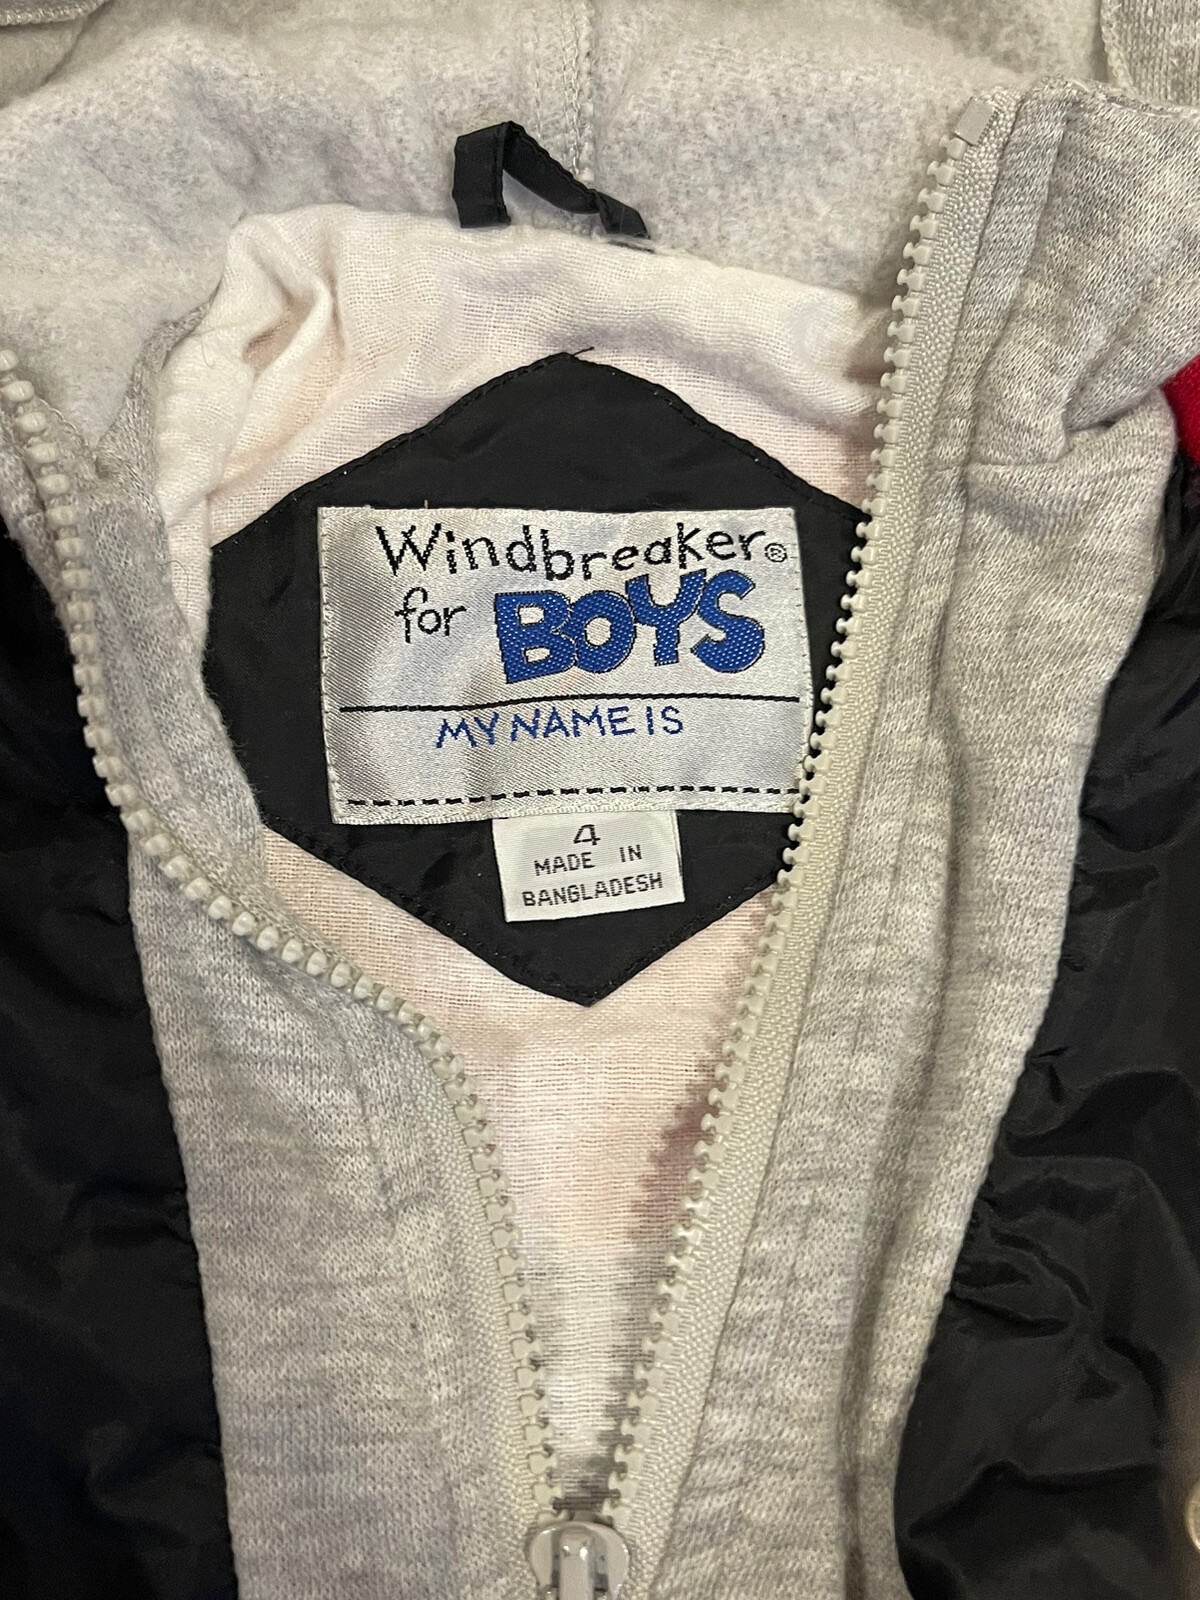 Windbreaker®
for BOYS
MY NAME IS
4
MADE IN
BANGLADESH